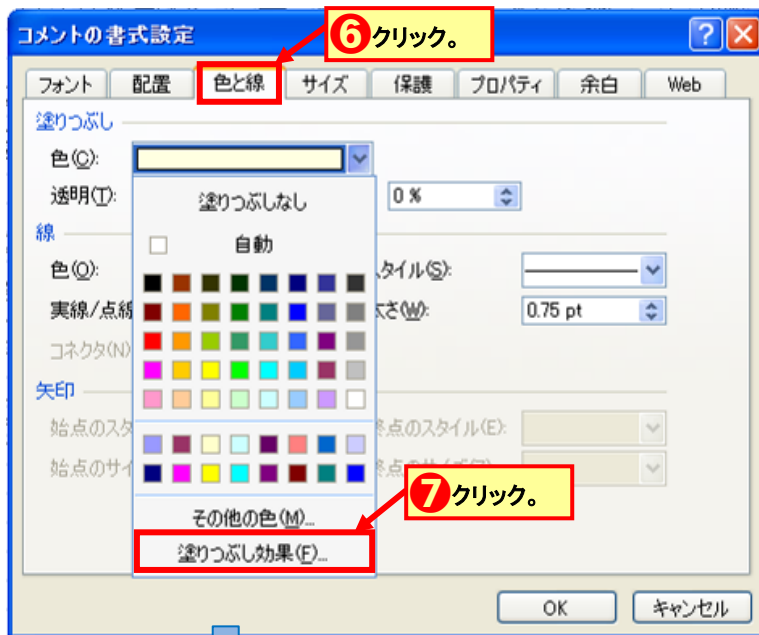 コメントの書式設定
❻クリック。
フォント 配置 色と線 サイズ 保護 プロパティ 余白 Web
塗りつぶし
色(C):
透明(T): 0 %
塗りつぶしなし
線
自動
色(O): スタイル(S):
実線/点線 太さ(W): 0.75 pt
コネクタ(N)
矢印
始点のスタ 終点のスタイル(E):
始点のサイ
❼クリック。
その他の色(M)...
塗りつぶし効果(F)...
OK キャンセル